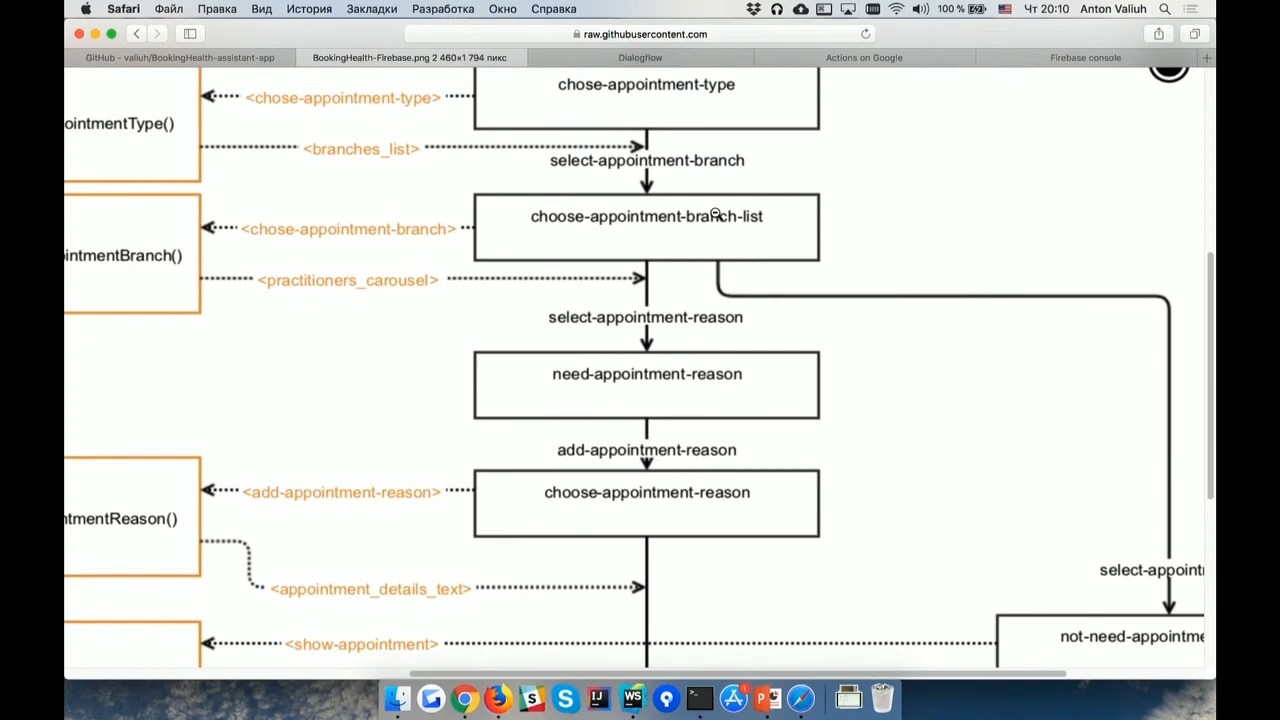 Safari Файл Правка Вид История Закладки Разработка Окно Справка 100 % Чт 20:10 Anton Valiuh
raw.githubusercontent.com
GitHub - valiuh/BookingHealth-assistant-app BookingHealth-Firebase.png 2 460×1 794 пикс Dialogflow Actions on Google Firebase console
chose-appointment-type
<chose-appointment-type>
ointmentType()
<branches_list>
select-appointment-branch
choose-appointment-branch-list
<chose-appointment-branch>
intmentBranch()
<practitioners_carousel>
select-appointment-reason
need-appointment-reason
add-appointment-reason
<add-appointment-reason>
choose-appointment-reason
ntmentReason()
select-appoint
<appointment_details_text>
not-need-appointme
<show-appointment>